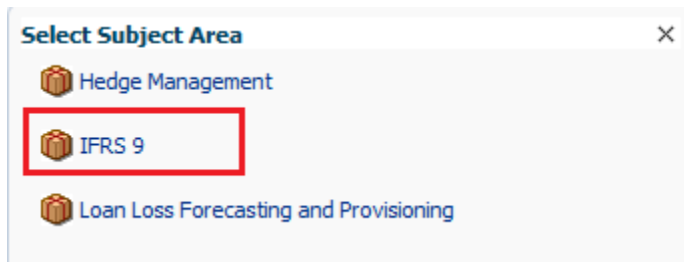 Select Subject Area
Hedge Management
IFRS 9
Loan Loss Forecasting and Provisioning